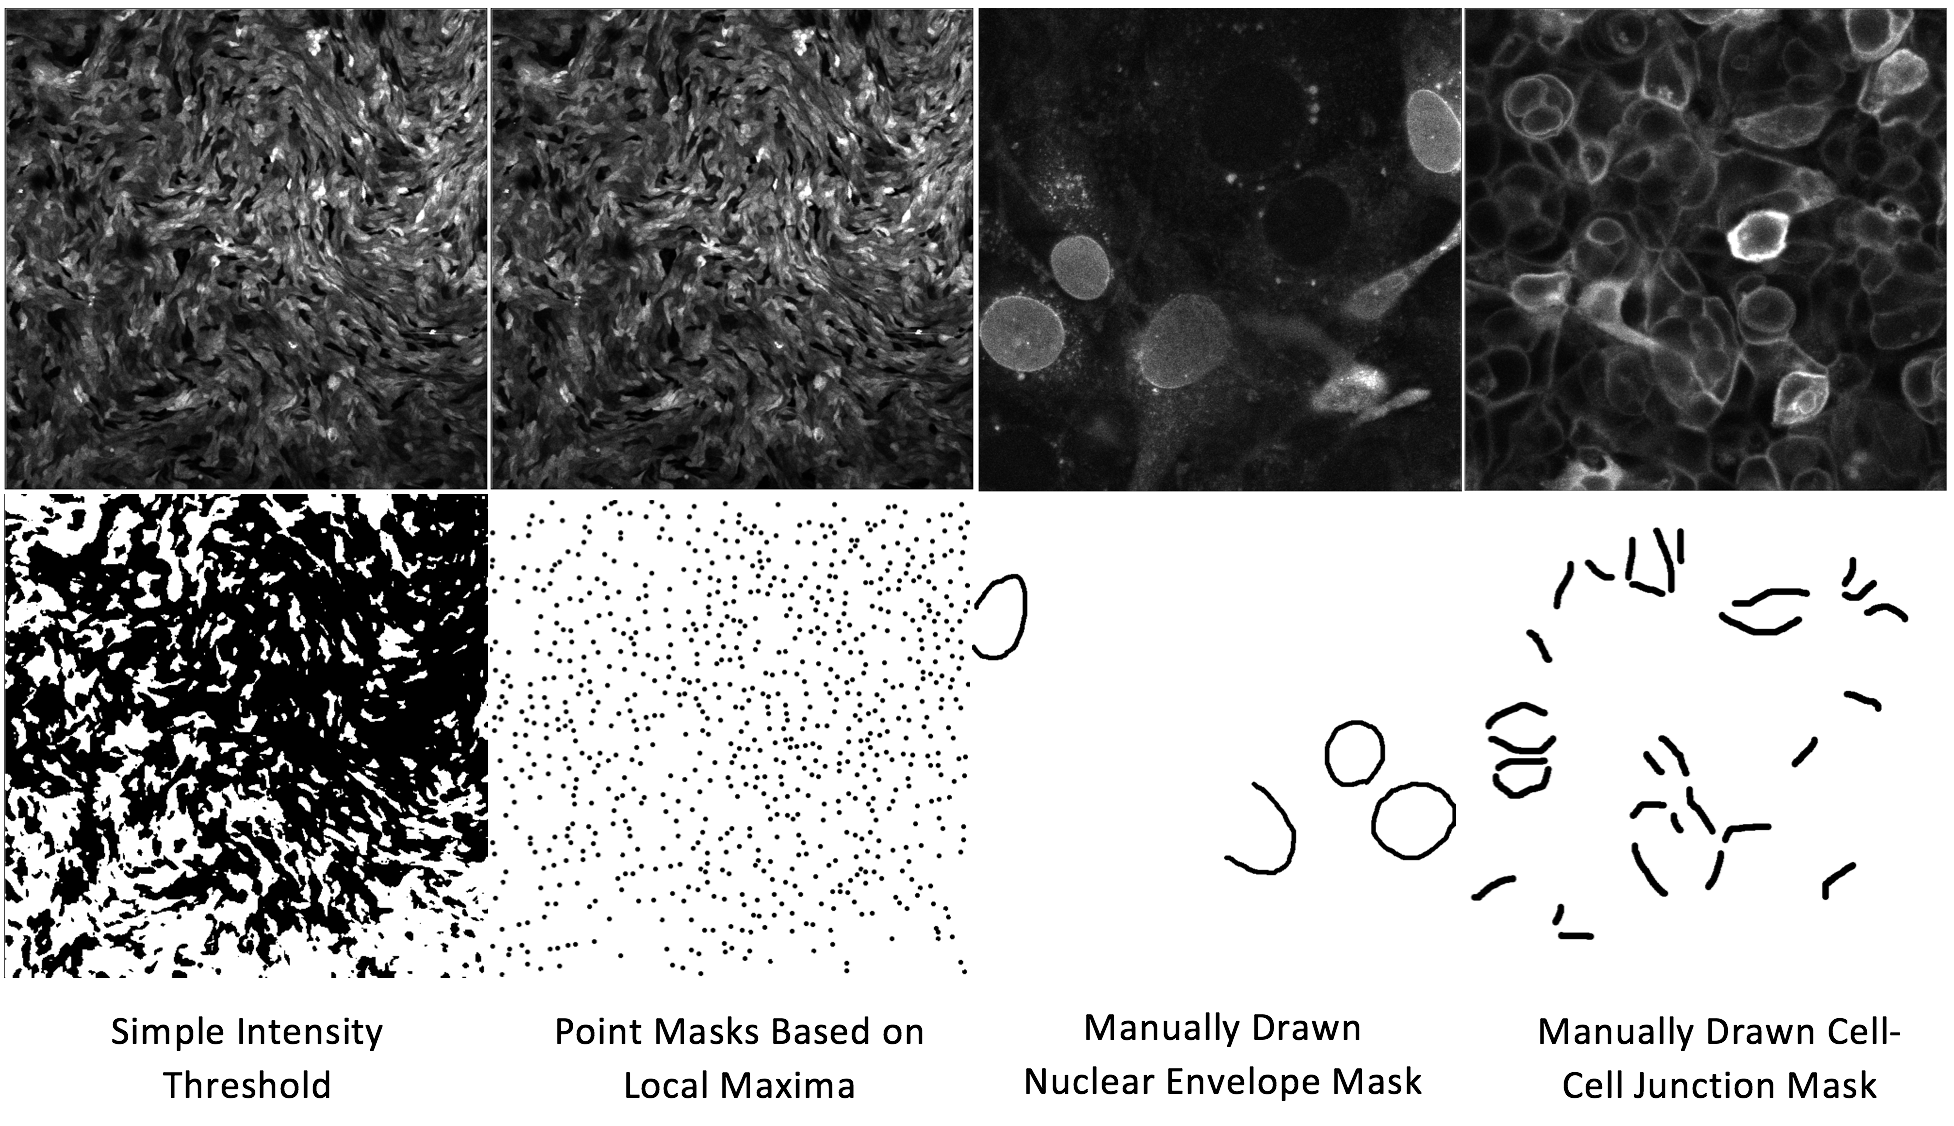 Simple Intensity
Threshold
Point Masks Based on
Local Maxima
Manually Drawn
Nuclear Envelope Mask
Manually Drawn Cell-
Cell Junction Mask